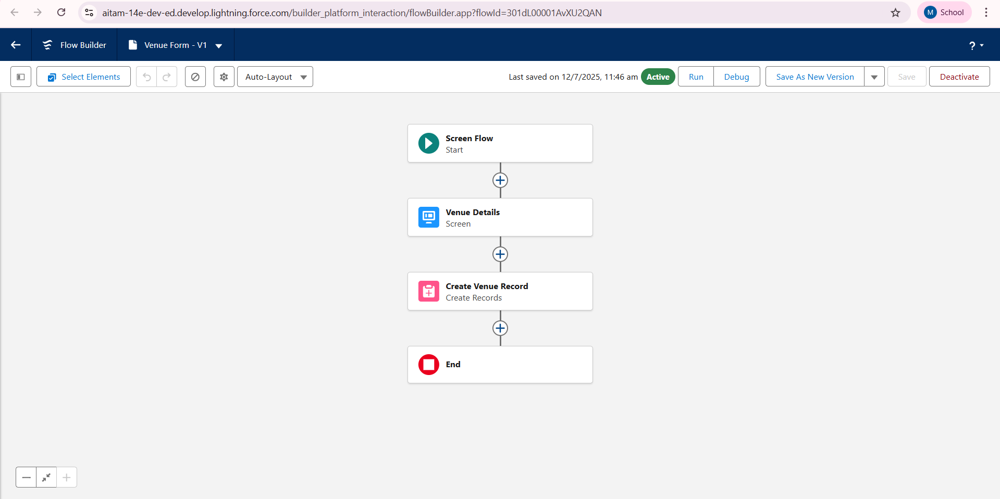 aitam-14e-dev-ed.develop.lightning.force.com/builder_platform_interaction/flowBuilder.app?flowId=301dL00001AvXU2QAN
M School
Flow Builder
Venue Form - V1
?
Select Elements
Auto-Layout
Last saved on 12/7/2025, 11:46 am
Active
Run
Debug
Save As New Version
Save
Deactivate
Screen Flow
Start
Venue Details
Screen
Create Venue Record
Create Records
End